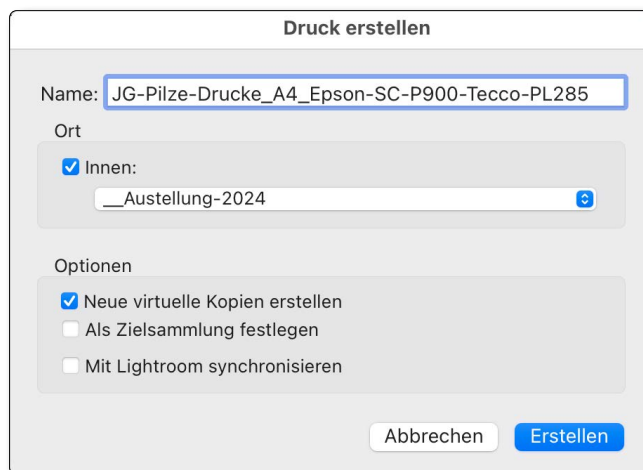 Druck erstellen
Name: JG-Pilze-Drucke_A4_Epson-SC-P900-Tecco-PL285
Ort
Innen:
__Austellung-2024
Optionen
Neue virtuelle Kopien erstellen
Als Zielsammlung festlegen
Mit Lightroom synchronisieren
Abbrechen Erstellen